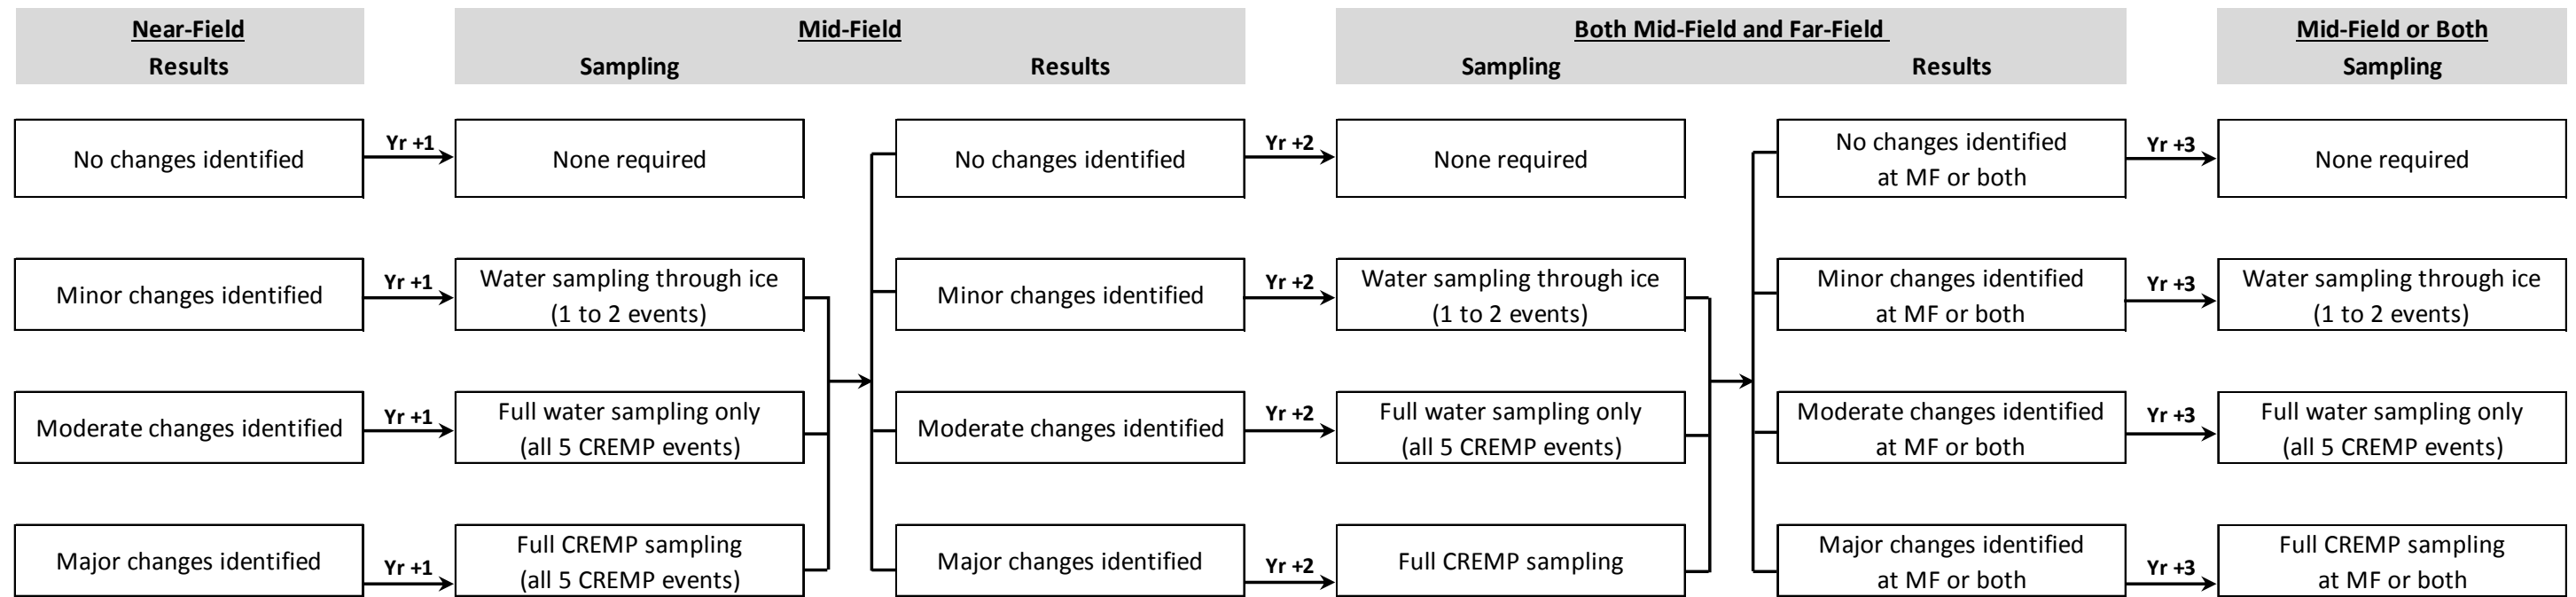 Near-Field
Results
Mid-Field
Sampling
Results
Both Mid-Field and Far-Field
Sampling
Results
Mid-Field or Both
Sampling
No changes identified
Yr +1
None required
No changes identified
Yr +2
None required
No changes identified
at MF or both
Yr +3
None required
Minor changes identified
Yr +1
Water sampling through ice
(1 to 2 events)
Minor changes identified
Yr +2
Water sampling through ice
(1 to 2 events)
Minor changes identified
at MF or both
Yr +3
Water sampling through ice
(1 to 2 events)
Moderate changes identified
Yr +1
Full water sampling only
(all 5 CREMP events)
Moderate changes identified
Yr +2
Full water sampling only
(all 5 CREMP events)
Moderate changes identified
at MF or both
Yr +3
Full water sampling only
(all 5 CREMP events)
Major changes identified
Yr +1
Full CREMP sampling
(all 5 CREMP events)
Major changes identified
Yr +2
Full CREMP sampling
Major changes identified
at MF or both
Yr +3
Full CREMP sampling
at MF or both